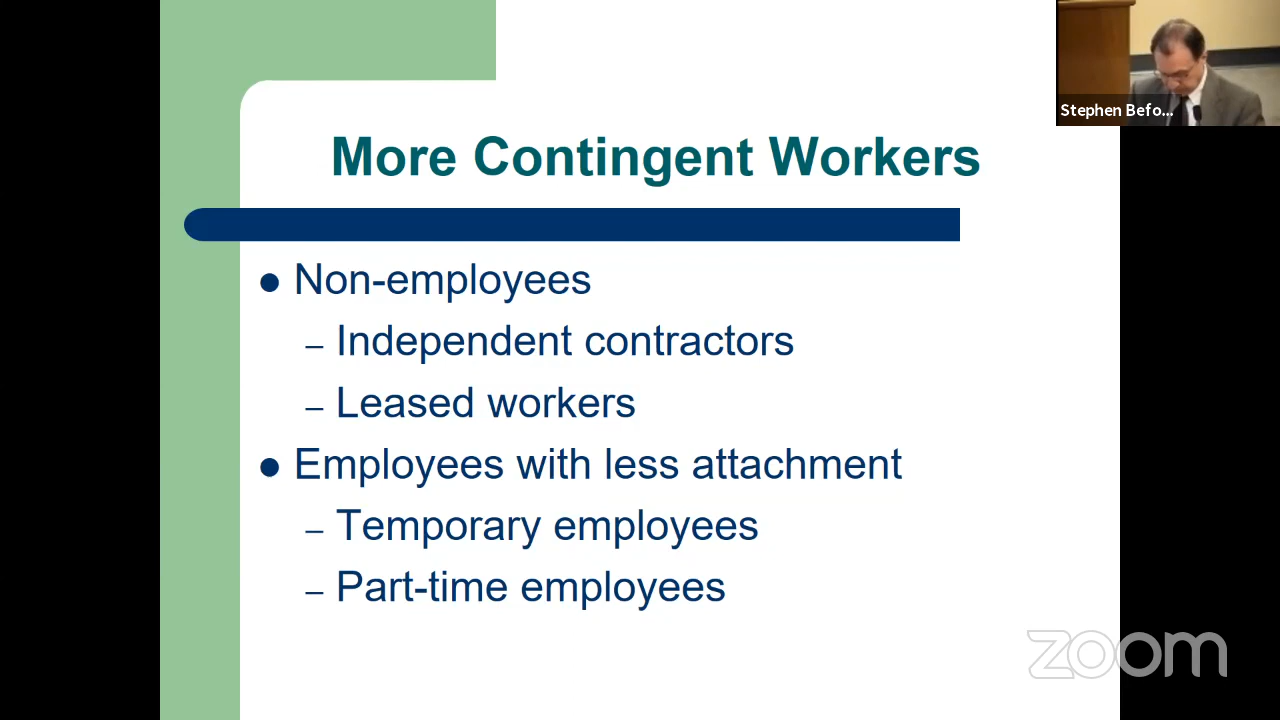 More Contingent Workers
Stephen Befo...
Non-employees
– Independent contractors
– Leased workers
Employees with less attachment
– Temporary employees
– Part-time employees
zoom